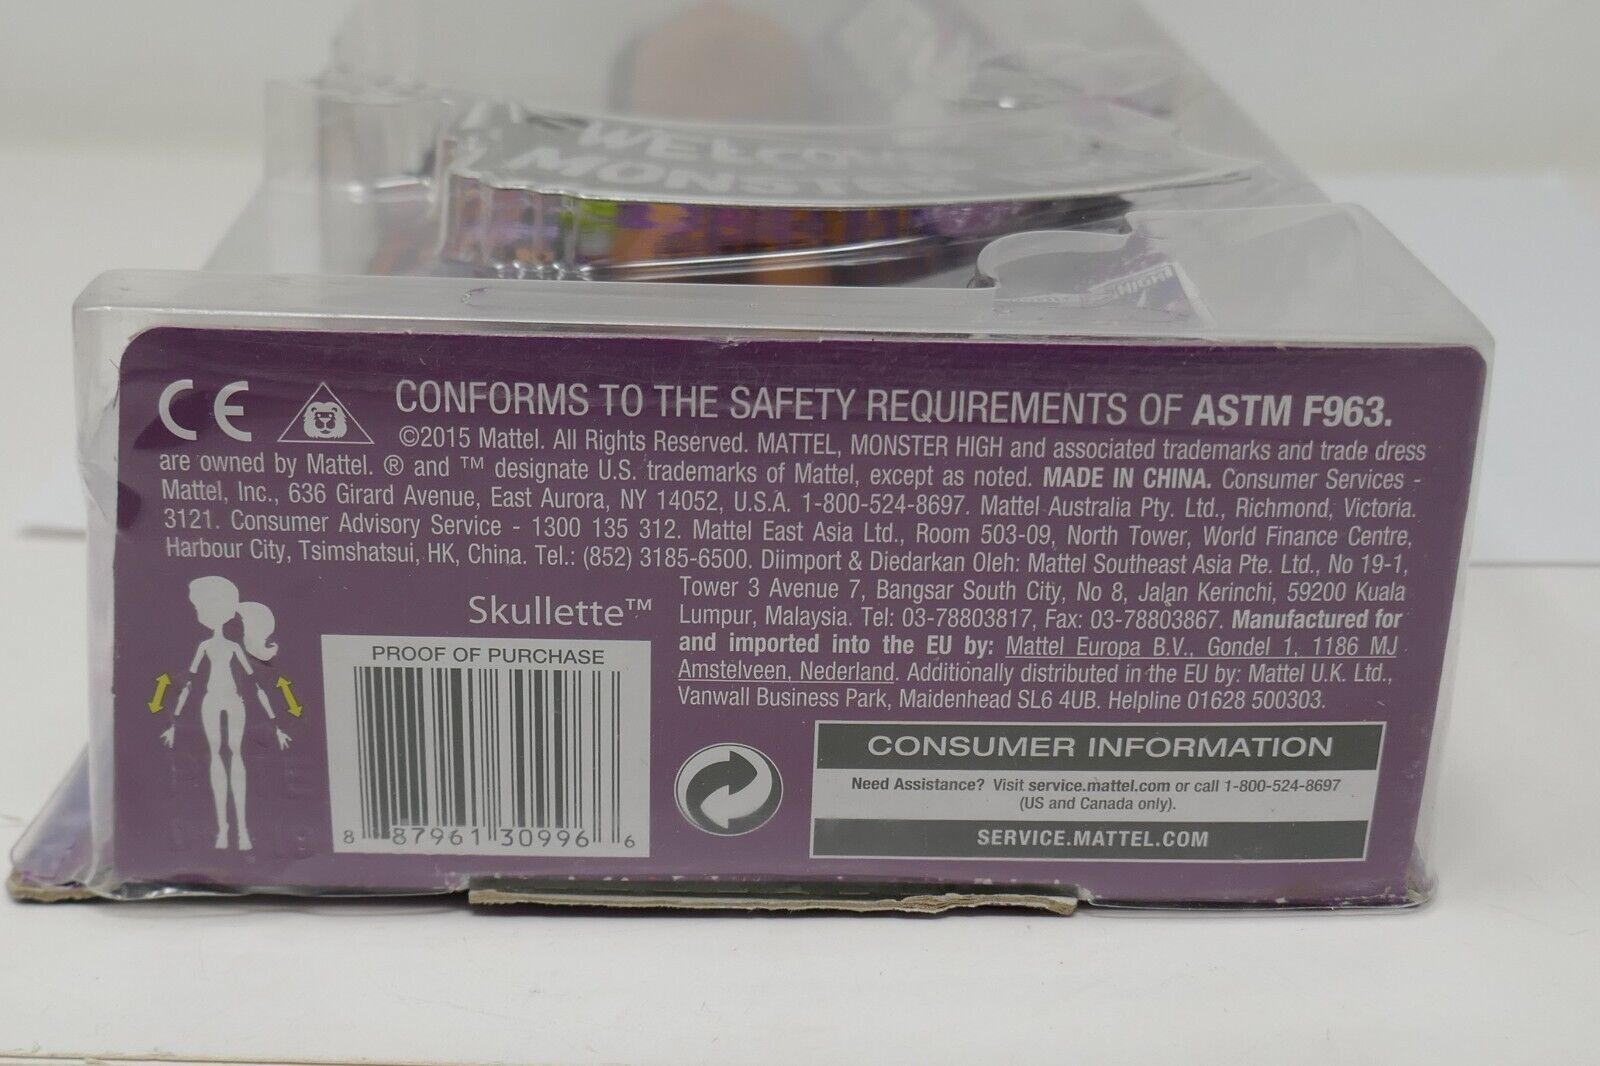 WELCOME
MONSTER
HIGH
CE
CONFORMS TO THE SAFETY REQUIREMENTS OF ASTM F963.
©2015 Mattel. All Rights Reserved. MATTEL, MONSTER HIGH and associated trademarks and trade dress
are owned by Mattel. ® and ™ designate U.S. trademarks of Mattel, except as noted. MADE IN CHINA. Consumer Services -
Mattel, Inc., 636 Girard Avenue, East Aurora, NY 14052, U.S.A. 1-800-524-8697. Mattel Australia Pty. Ltd., Richmond, Victoria.
3121. Consumer Advisory Service - 1300 135 312. Mattel East Asia Ltd., Room 503-09, North Tower, World Finance Centre,
Harbour City, Tsimshatsui, HK, China. Tel.: (852) 3185-6500. Diimport & Diedarkan Oleh: Mattel Southeast Asia Pte. Ltd., No 19-1,
Tower 3 Avenue 7, Bangsar South City, No 8, Jalan Kerinchi, 59200 Kuala
Lumpur, Malaysia. Tel: 03-78803817, Fax: 03-78803867. Manufactured for
and imported into the EU by: Mattel Europa B.V., Gondel 1, 1186 MJ
Amstelveen, Nederland. Additionally distributed in the EU by: Mattel U.K. Ltd.,
Vanwall Business Park, Maidenhead SL6 4UB. Helpline 01628 500303.
Skullette™
PROOF OF PURCHASE
8 87961 30996 6
CONSUMER INFORMATION
Need Assistance? Visit service.mattel.com or call 1-800-524-8697
(US and Canada only).
SERVICE.MATTEL.COM